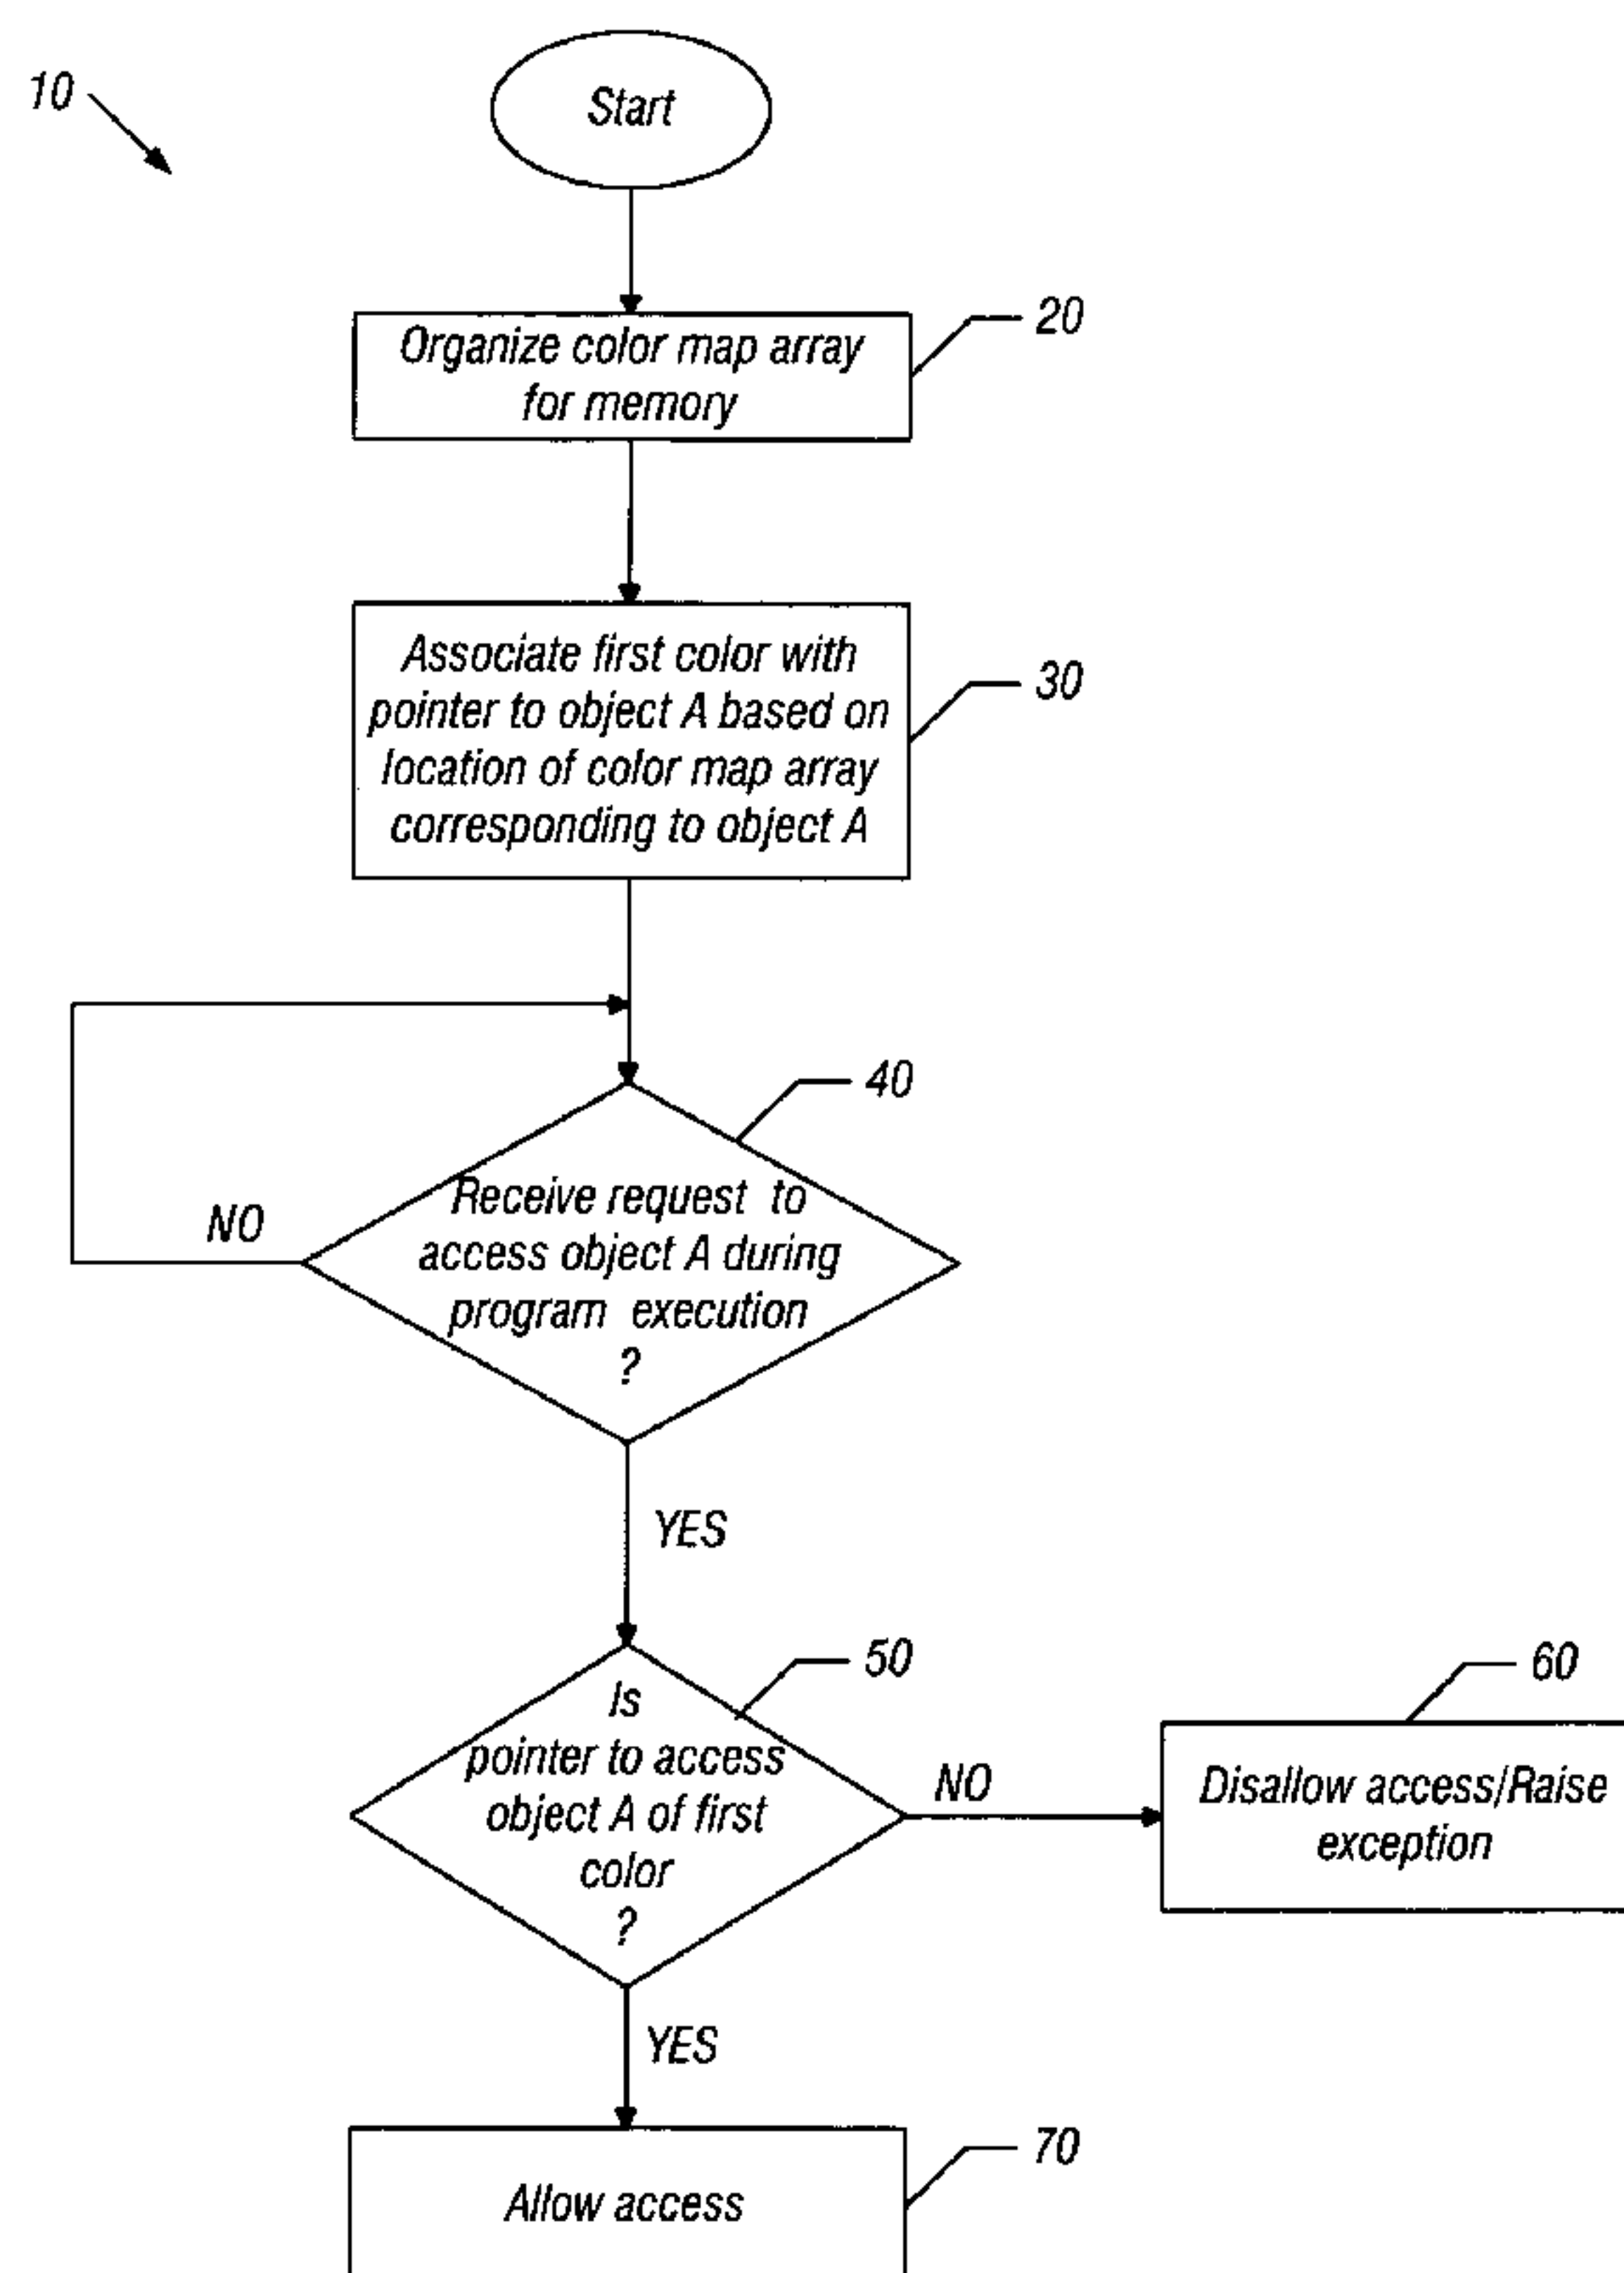 10
Start
20
Organize color map array
for memory
30
Associate first color with
pointer to object A based on
location of color map array
corresponding to object A
40
Receive request to
access object A during
program execution
?
NO
YES
50
Is
pointer to access
object A of first
color
?
NO
60
Disallow access/Raise
exception
YES
70
Allow access